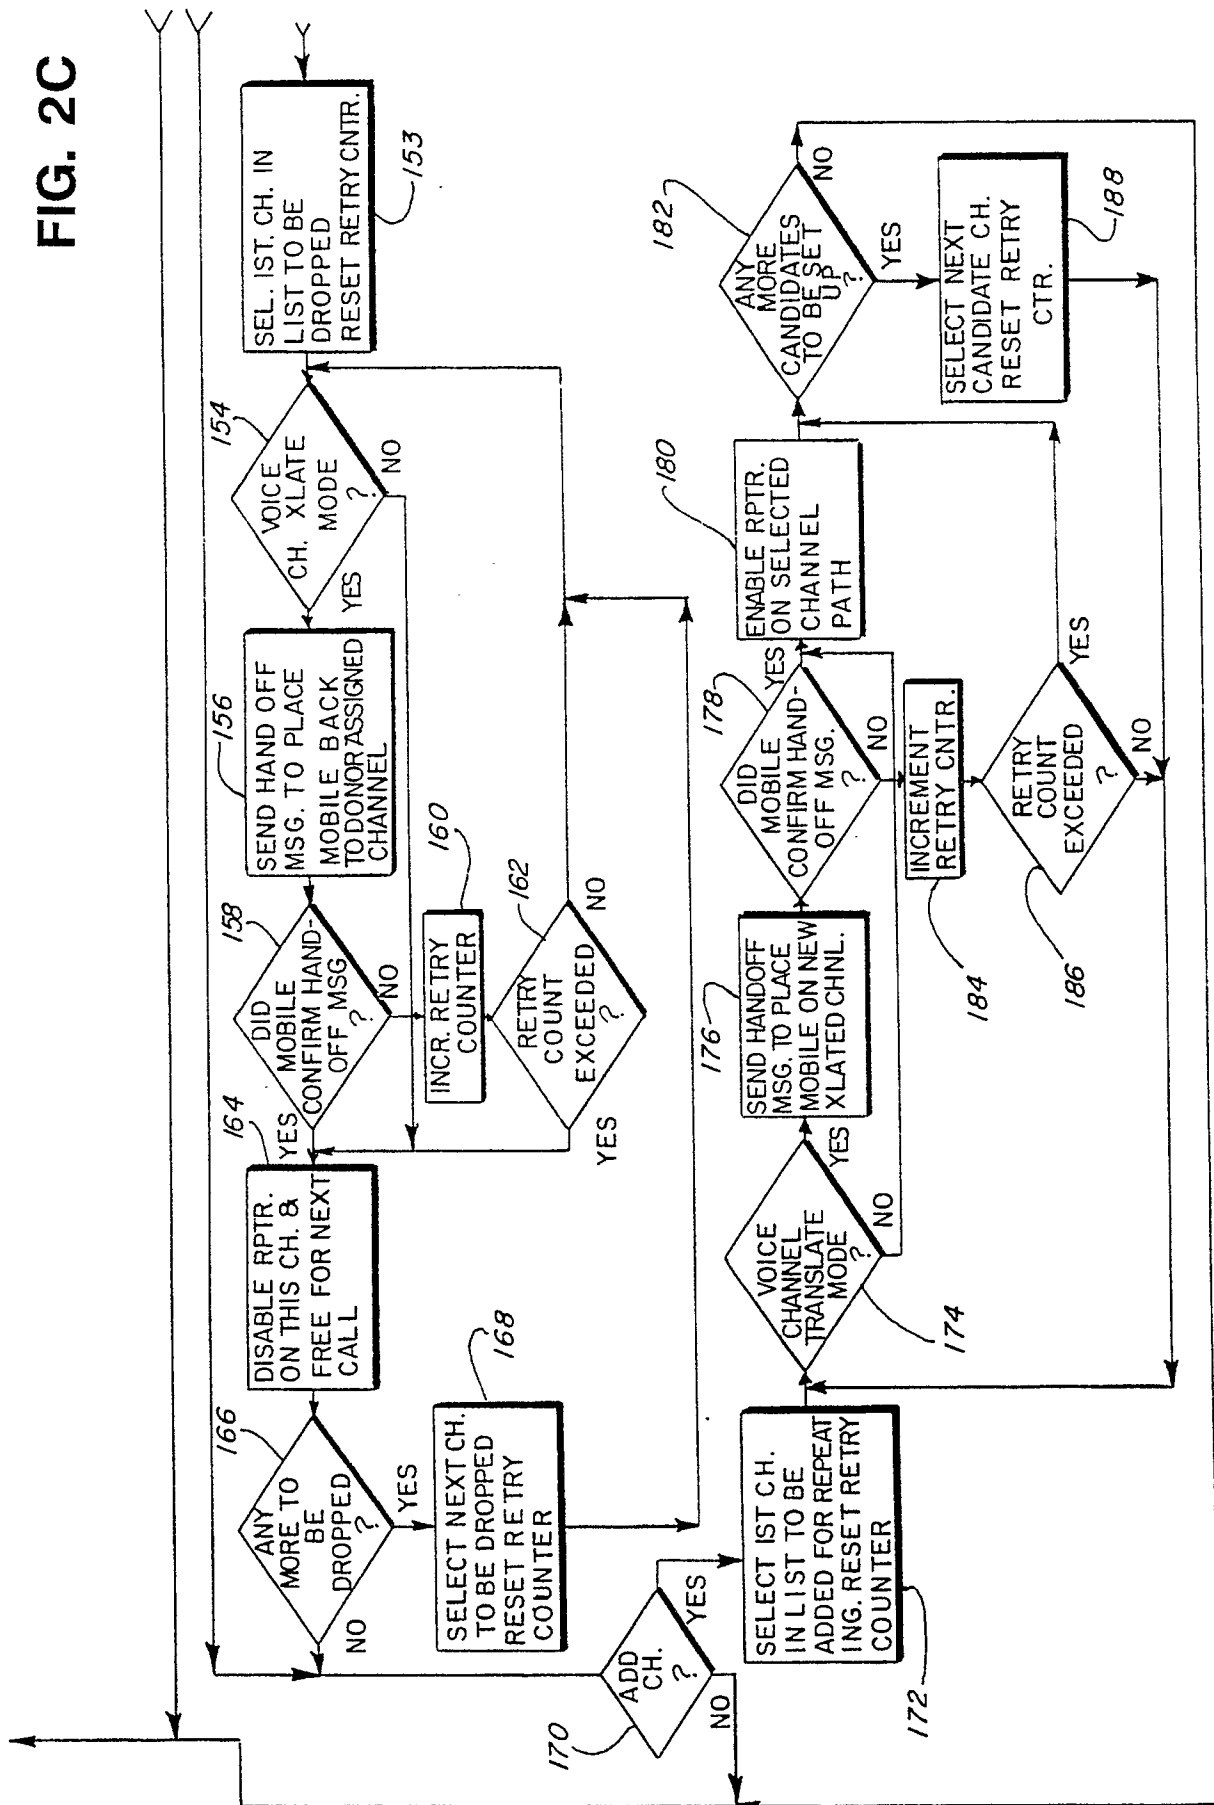 FIG. 2C
SEL. IST. CH. IN
LIST TO BE
DROPPED
RESET RETRY CNTR.
153
154
VOICE
CH. XLATE
MODE
?
NO
YES
156
SEND HAND OFF
MSG. TO PLACE
MOBILE BACK
TO DONOR ASSIGNED
CHANNEL
158
DID
MOBILE
CONFIRM HAND-
OFF MSG
?
NO
YES
160
INCR. RETRY
COUNTER
162
RETRY
COUNT
EXCEEDED
?
NO
YES
164
DISABLE RPTR.
ON THIS CH. &
FREE FOR NEXT
CALL
166
ANY
MORE TO
BE
DROPPED
?
YES
NO
168
SELECT NEXT CH.
TO BE DROPPED
RESET RETRY
COUNTER
170
ADD
CH.
?
YES
NO
172
SELECT IST CH.
IN LIST TO BE
ADDED FOR REPEAT
ING. RESET RETRY
COUNTER
174
VOICE
CHANNEL
TRANSLATE
MODE
?
YES
NO
176
SEND HANDOFF
MSG. TO PLACE
MOBILE ON NEW
XLATED CHNL.
178
DID
MOBILE
CONFIRM HAND-
OFF MSG.
?
YES
NO
180
ENABLE RPTR.
ON SELECTED
CHANNEL
PATH
182
ANY
MORE
CANDIDATES
TO BE SET
UP
?
NO
YES
184
INCREMENT
RETRY CNTR.
186
RETRY
COUNT
EXCEEDED
?
YES
NO
188
SELECT NEXT
CANDIDATE CH.
RESET RETRY
CTR.